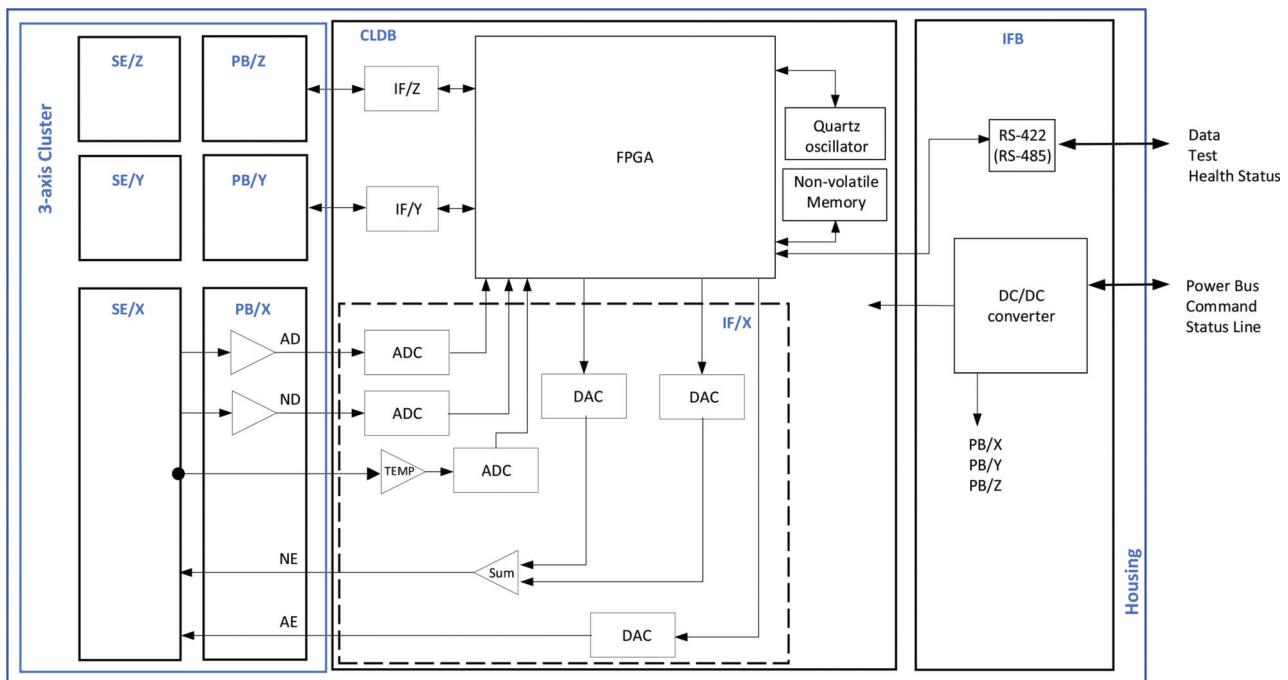 3-axis Cluster
SE/Z
PB/Z
SE/Y
PB/Y
SE/X
PB/X
AD
ND
NE
AE
CLDB
IF/Z
IF/Y
FPGA
Quartz
oscillator
Non-volatile
Memory
IF/X
ADC
ADC
TEMP
ADC
DAC
DAC
Sum
DAC
IFB
RS-422
(RS-485)
DC/DC
converter
PB/X
PB/Y
PB/Z
Housing
Data
Test
Health Status
Power Bus
Command
Status Line